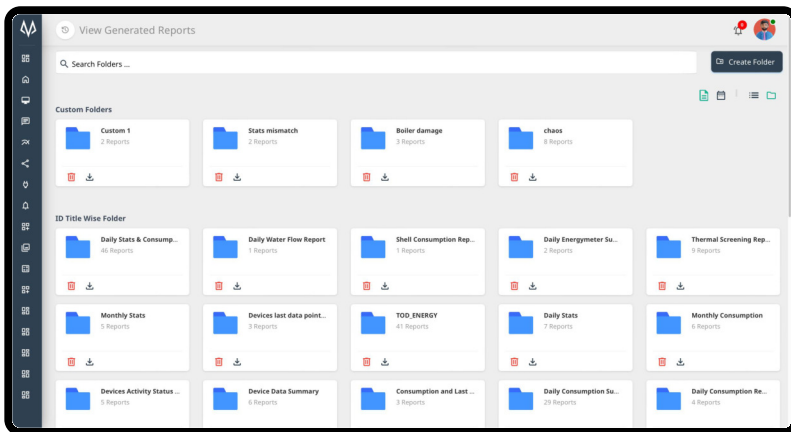 View Generated Reports
0
Search Folders ...
Create Folder
Custom Folders
Custom 1
2 Reports
Stats mismatch
2 Reports
Boiler damage
3 Reports
chaos
8 Reports
ID Title Wise Folder
Daily Stats & Consump...
46 Reports
Daily Water Flow Report
1 Reports
Shell Consumption Rep...
1 Reports
Daily Energymeter Su...
2 Reports
Thermal Screening Rep...
9 Reports
Monthly Stats
5 Reports
Devices last data point...
3 Reports
TOD_ENERGY
41 Reports
Daily Stats
7 Reports
Monthly Consumption
6 Reports
Devices Activity Status ...
5 Reports
Device Data Summary
6 Reports
Consumption and Last ...
3 Reports
Daily Consumption Su...
29 Reports
Daily Consumption Re...
4 Reports